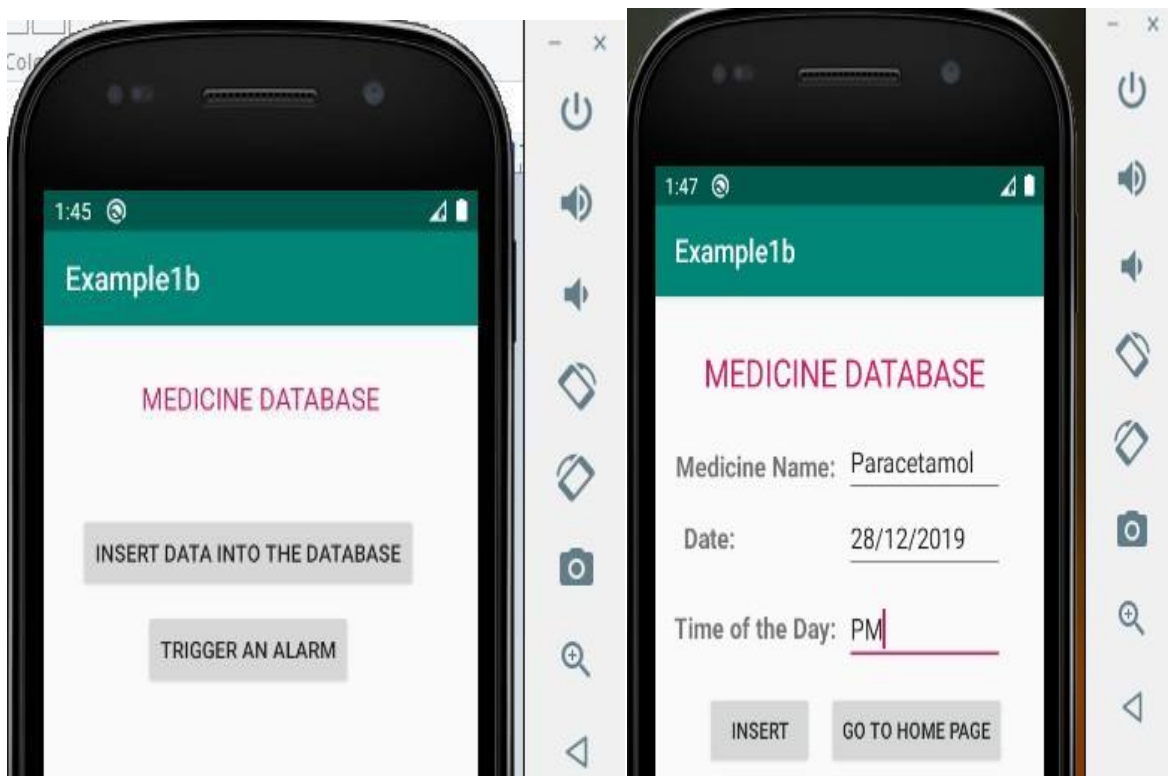 Colo
1:45
Example1b
MEDICINE DATABASE
INSERT DATA INTO THE DATABASE
TRIGGER AN ALARM
1:47
Example1b
MEDICINE DATABASE
Medicine Name: Paracetamol
Date: 28/12/2019
Time of the Day: PM
INSERT GO TO HOME PAGE